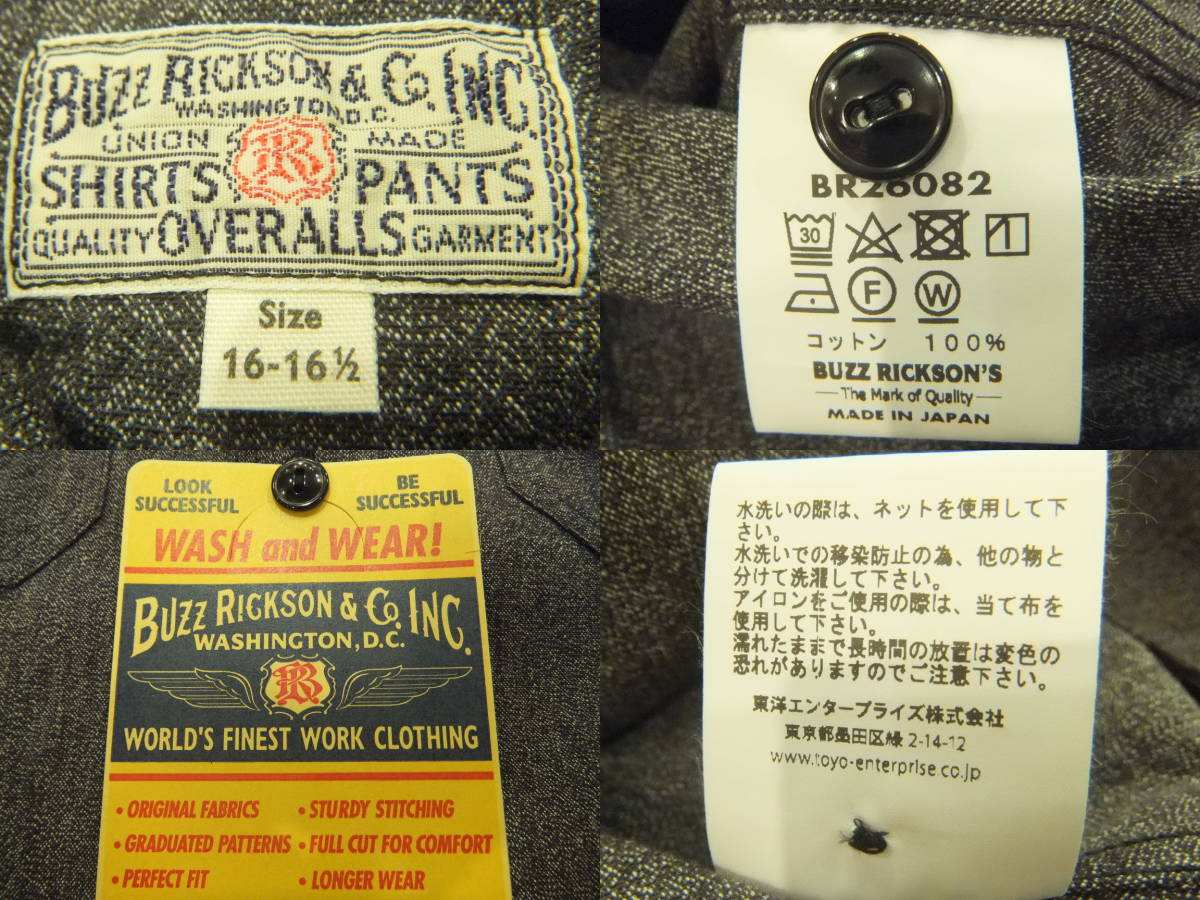 BUZZ RICKSON & CO. INC.
WASHINGTON, D.C.
UNION MADE
SHIRTS R PANTS
QUALITY OVERALLS GARMENT
Size
16-16½
BR26082
30
1
F W
コットン 100%
BUZZ RICKSON'S
The Mark of Quality
MADE IN JAPAN
LOOK SUCCESSFUL
BE SUCCESSFUL
WASH and WEAR!
BUZZ RICKSON & CO. INC.
WASHINGTON, D.C.
BR
WORLD'S FINEST WORK CLOTHING
• ORIGINAL FABRICS
• STURDY STITCHING
• GRADUATED PATTERNS
• FULL CUT FOR COMFORT
• PERFECT FIT
• LONGER WEAR
水洗いの際は、ネットを使用して下
さい。
水洗いでの移染防止の為、他の物と
分けて洗濯して下さい。
アイロンをご使用の際は、当て布を
使用して下さい。
濡れたままで長時間の放置は変色の
恐れがありますのでご注意下さい。
東洋エンタープライズ株式会社
東京都墨田区緑 2-14-12
www.toyo-enterprise.co.jp